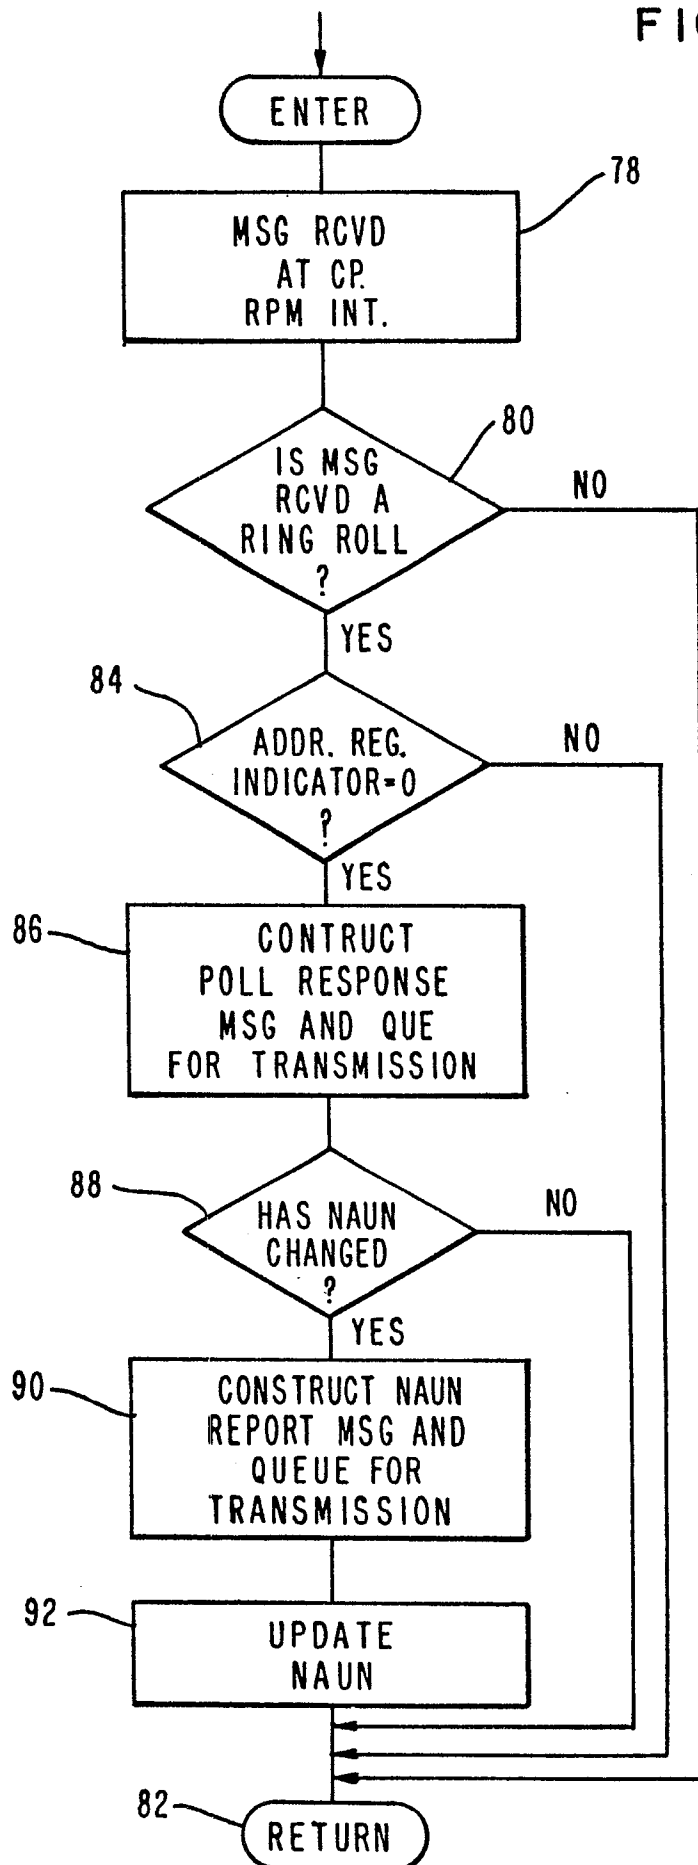 FIG
ENTER
78
MSG RCVD
AT CP.
RPM INT.
80
IS MSG
RCVD A
RING ROLL
?
NO
YES
84
ADDR. REG.
INDICATOR=0
?
NO
YES
86
CONTRUCT
POLL RESPONSE
MSG AND QUE
FOR TRANSMISSION
88
HAS NAUN
CHANGED
?
NO
YES
90
CONSTRUCT NAUN
REPORT MSG AND
QUEUE FOR
TRANSMISSION
92
UPDATE
NAUN
82
RETURN